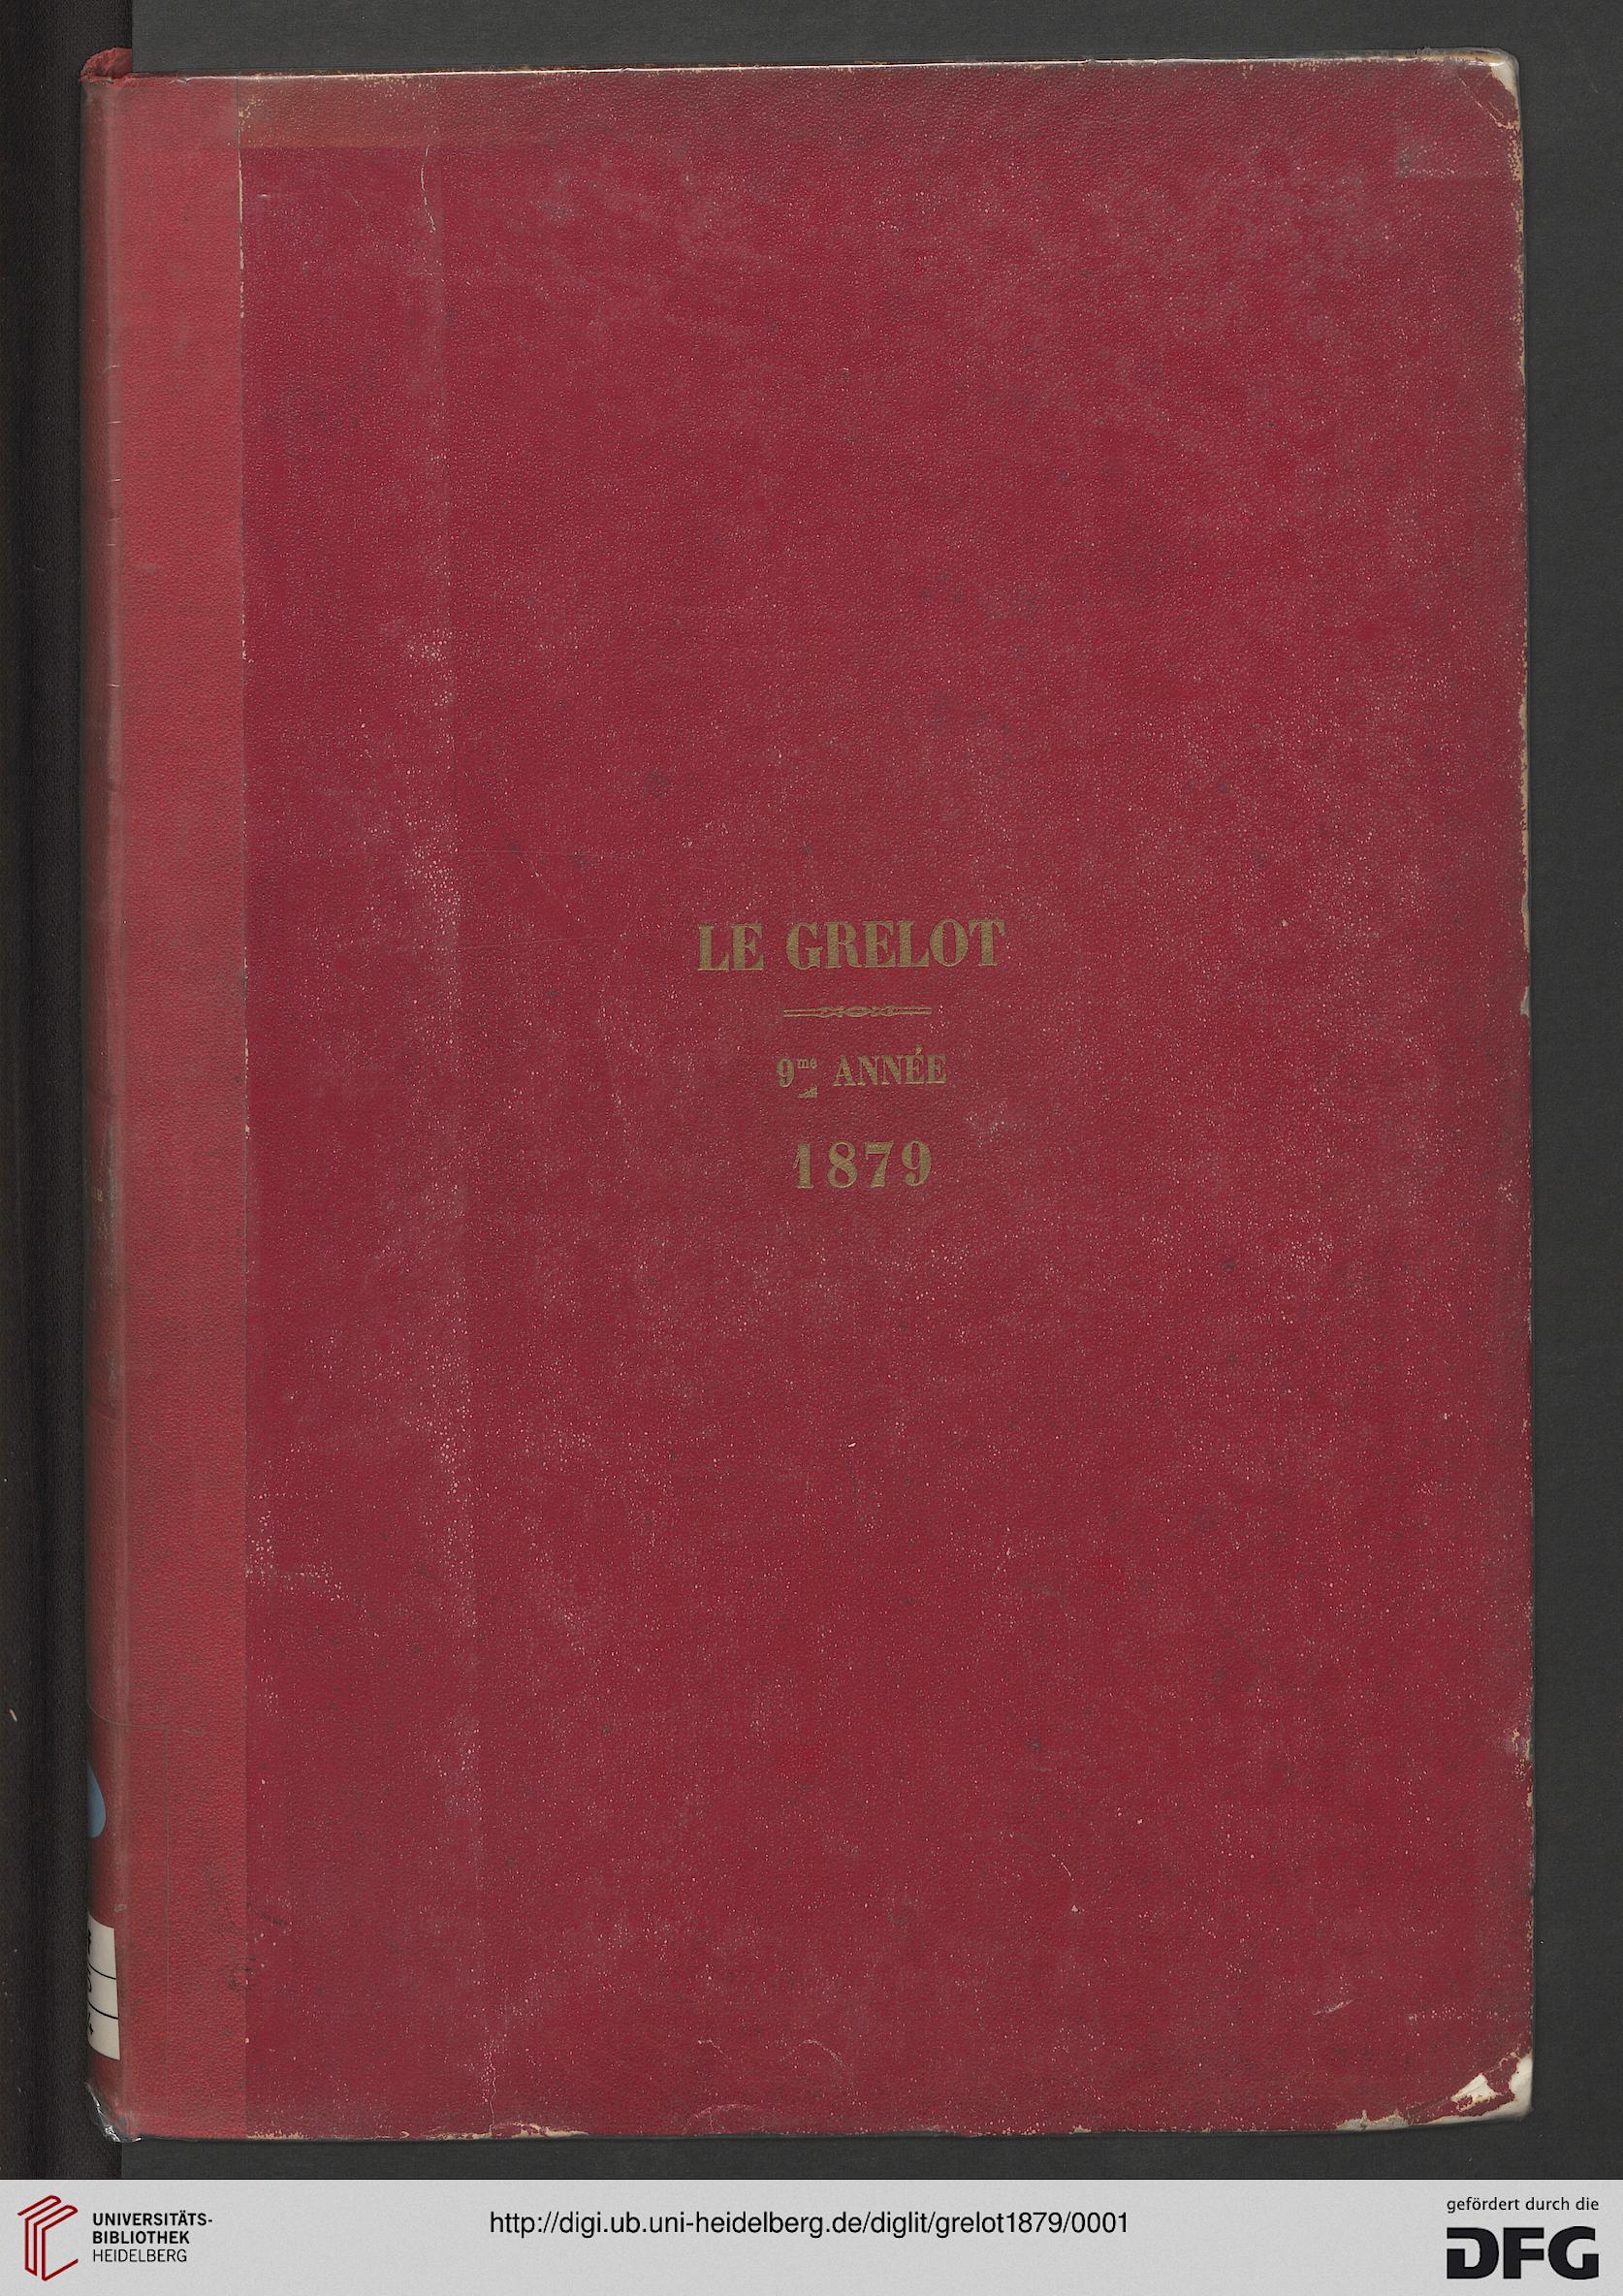 LE GRELOT
9me ANNÉE
1879
UNIVERSITÄTS-
BIBLIOTHEK
HEIDELBERG
http://digi.ub.uni-heidelberg.de/diglit/grelot1879/0001
gefördert durch die
DFG